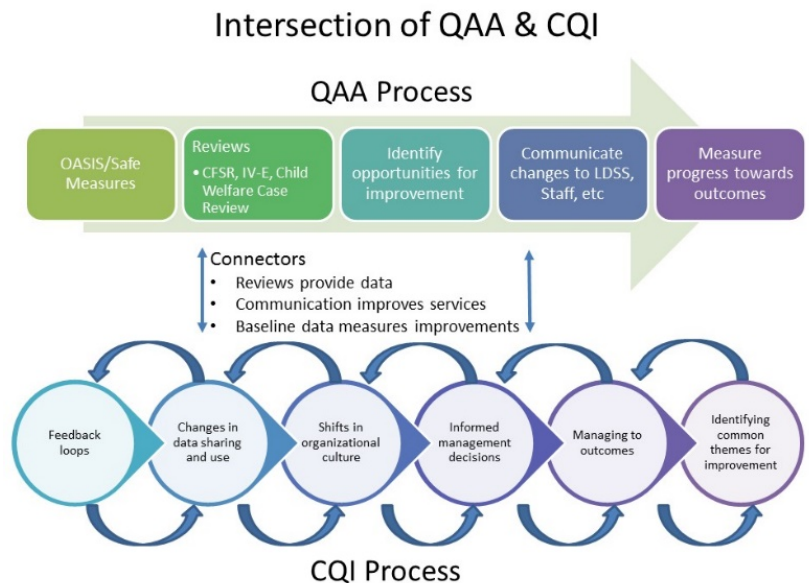 Intersection of QAA & CQI
QAA Process
OASIS/Safe
Measures
Reviews
• CFSR, IV-E, Child
Welfare Case
Review
Identify
opportunities for
improvement
Communicate
changes to LDSS,
Staff, etc
Measure
progress towards
outcomes
Connectors
• Reviews provide data
• Communication improves services
• Baseline data measures improvements
Feedback
loops
Changes in
data sharing
and use
Shifts in
organizational
culture
Informed
management
decisions
Managing to
outcomes
Identifying
common
themes for
improvement
CQI Process